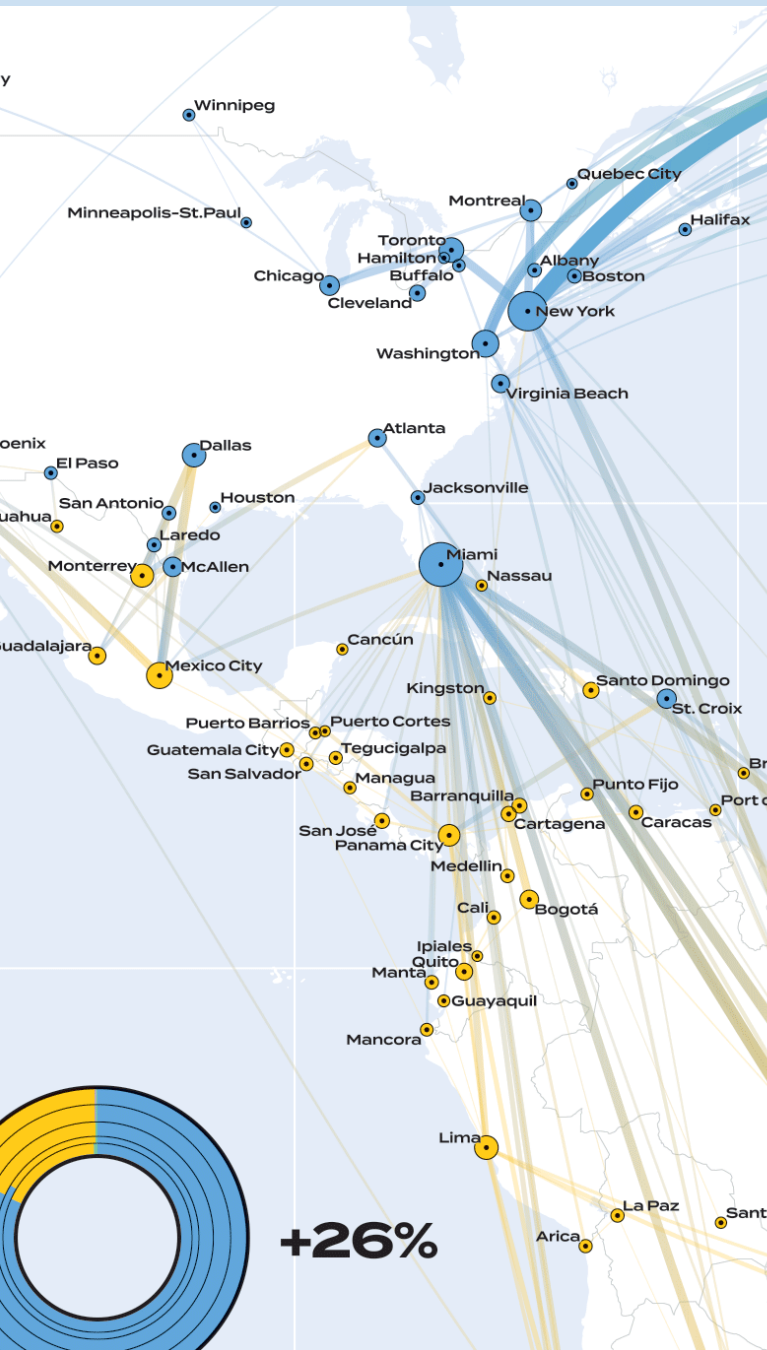 y
Winnipeg
Quebec City
Minneapolis-St.Paul
Montreal
Halifax
Toronto
Hamilton
Albany
Chicago
Buffalo
Boston
Cleveland
New York
Washington
Virginia Beach
Atlanta
oenix
Dallas
El Paso
Jacksonville
Houston
San Antonio
uahua
Laredo
Miami
Monterrey
McAllen
Nassau
Cancún
uadalajara
Mexico City
Santo Domingo
Kingston
St. Croix
Puerto Barrios
Puerto Cortes
Guatemala City
Tegucigalpa
Br
San Salvador
Managua
Punto Fijo
Barranquilla
Port o
San José
Cartagena
Caracas
Panama City
Medellin
Cali
Bogotá
Ipiales
Quito
Manta
Guayaquil
Mancora
Lima
La Paz
Sant
Arica
+26%